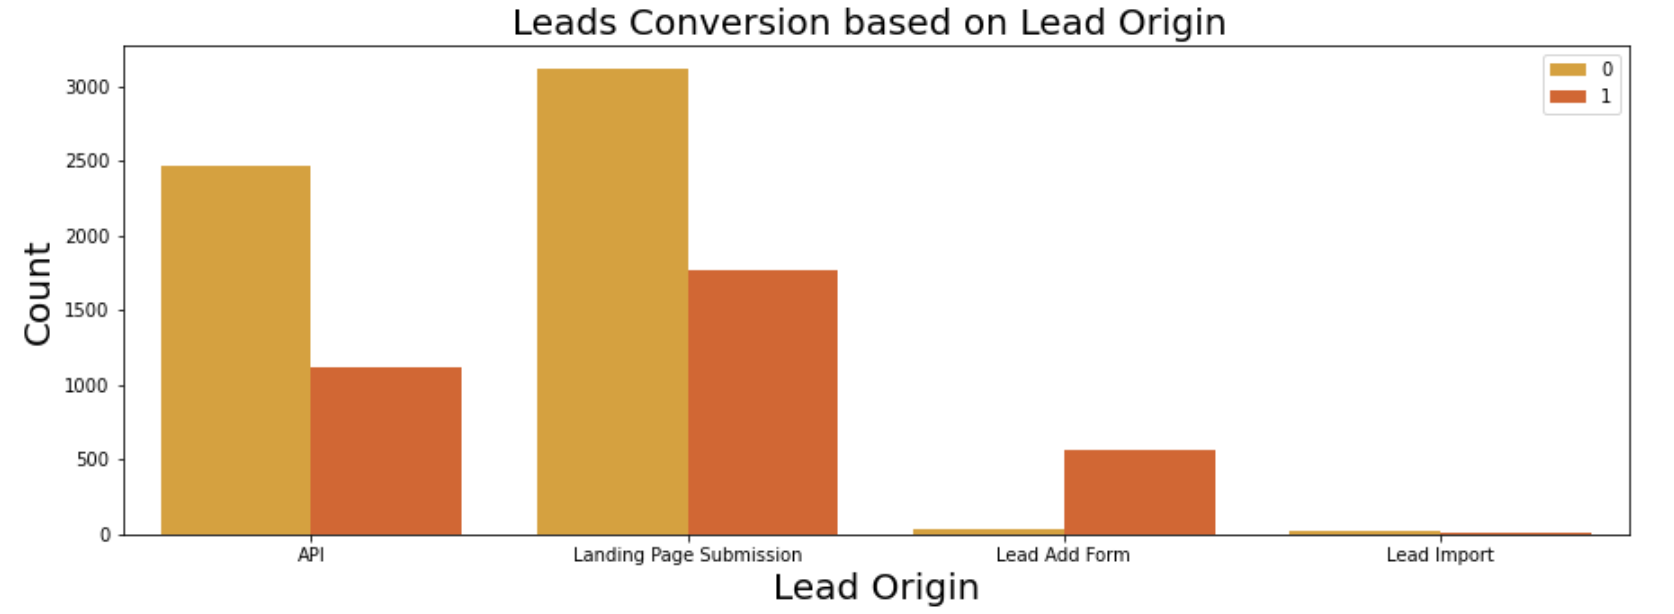 Leads Conversion based on Lead Origin
0
1
3000
2500
2000
1500
1000
500
0
Count
API
Landing Page Submission
Lead Add Form
Lead Import
Lead Origin